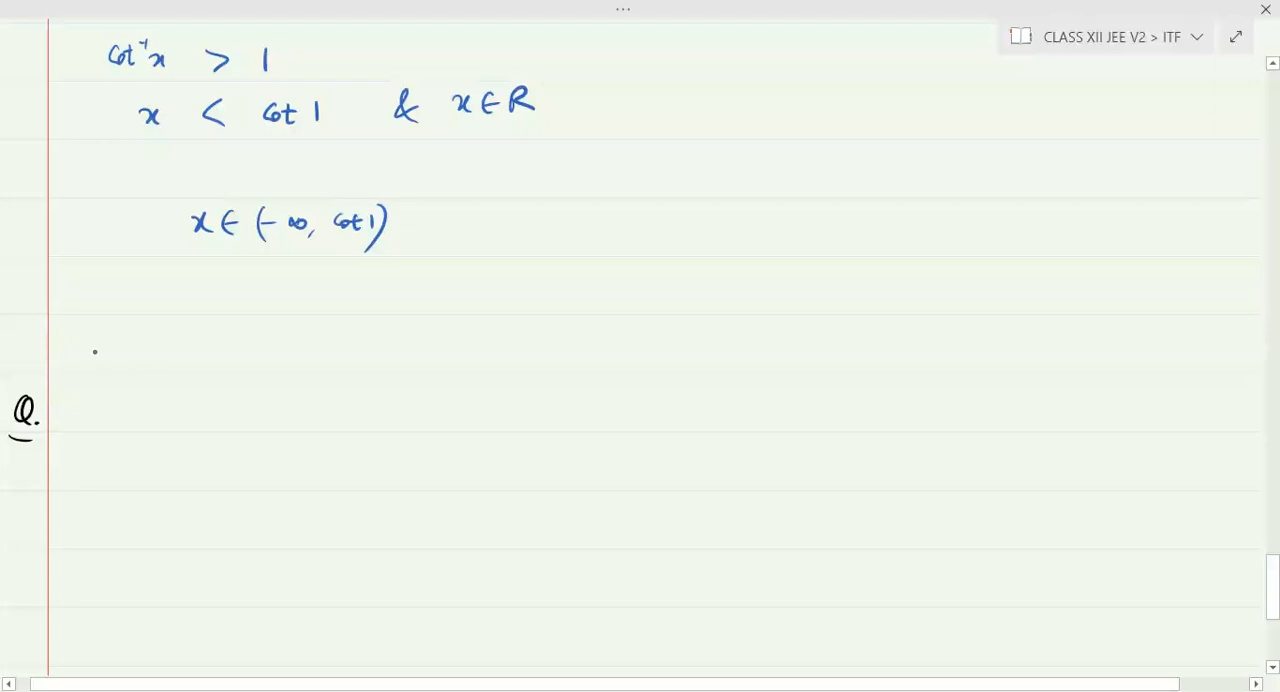 CLASS XII JEE V2 > ITF
cot⁻¹x > 1
x < cot 1 & x ∈ R
x ∈ (-∞, cot 1)
Q.